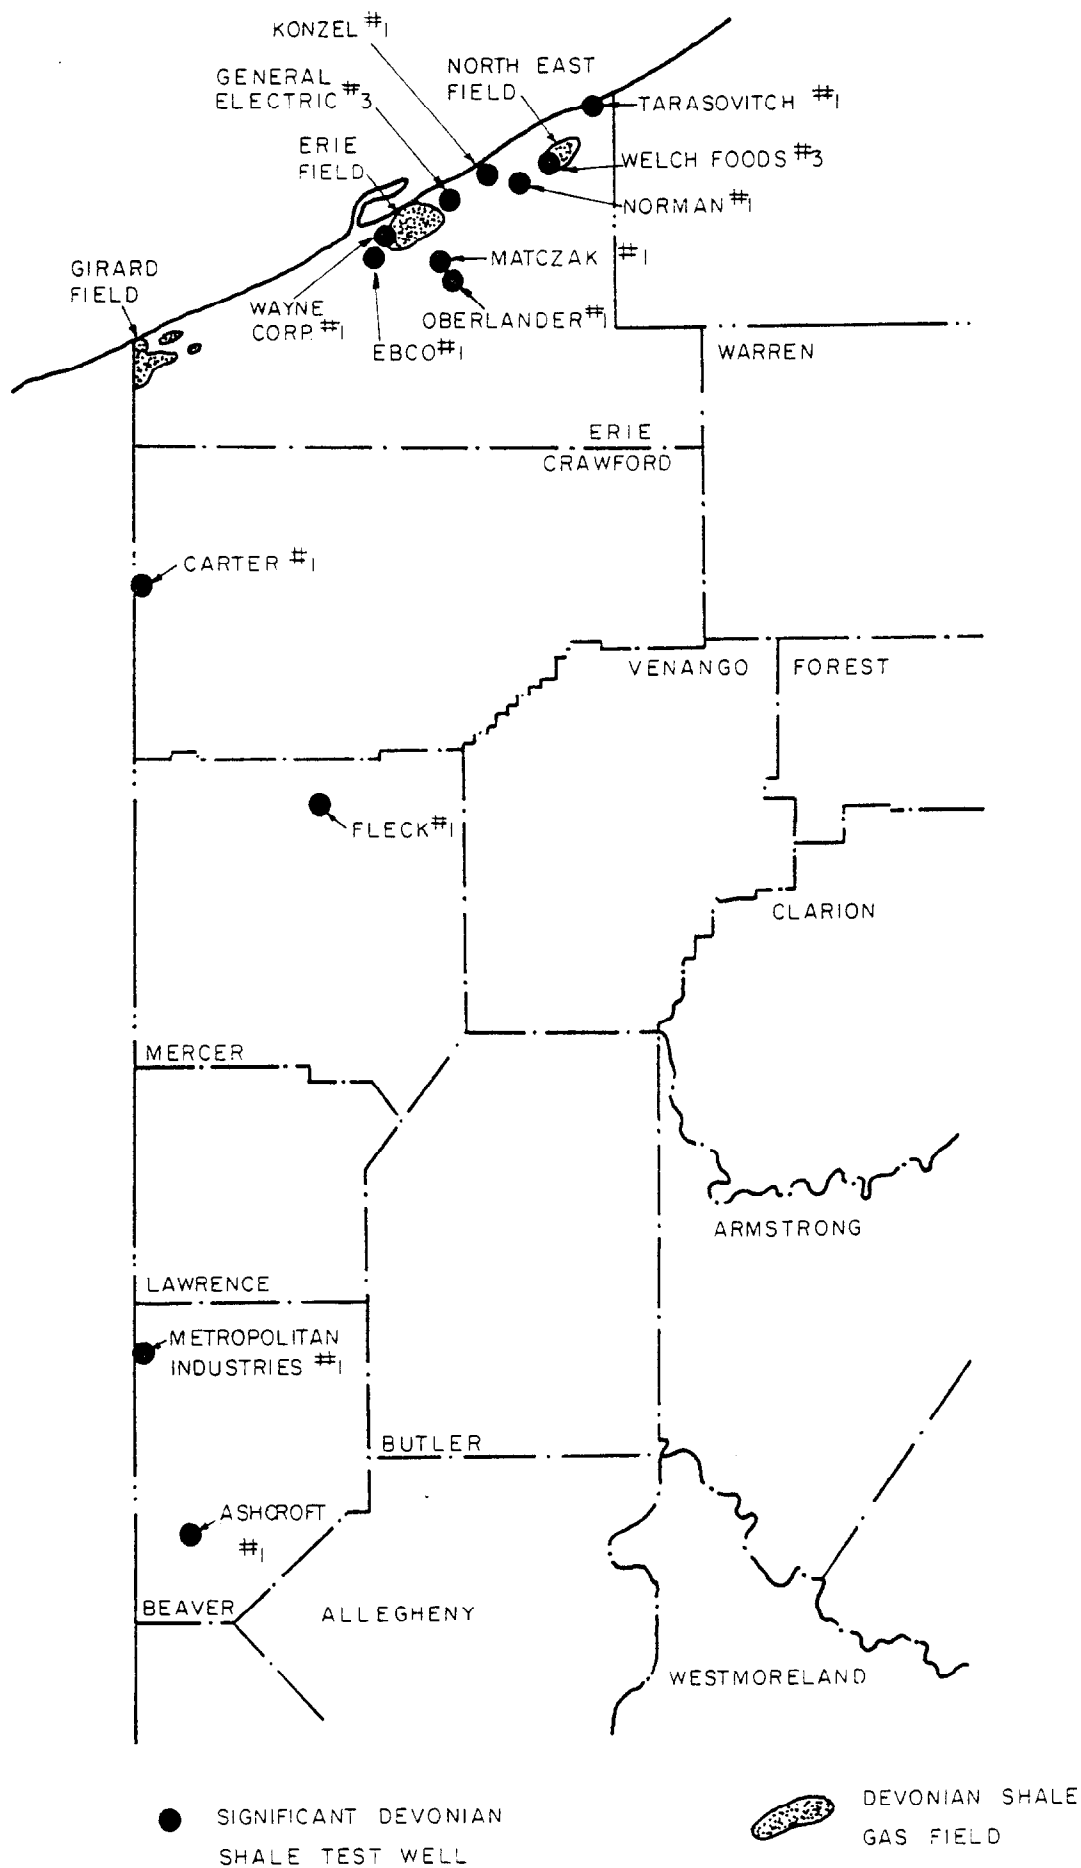 KONZEL #1
GENERAL
ELECTRIC #3
NORTH EAST
FIELD
TARASOVITCH #1
ERIE
FIELD
WELCH FOODS #3
NORMAN #1
MATCZAK #1
GIRARD
FIELD
WAYNE
CORP. #1
OBERLANDER #1
EBCO #1
WARREN
ERIE
CRAWFORD
CARTER #1
VENANGO
FOREST
FLECK #1
CLARION
MERCER
ARMSTRONG
LAWRENCE
METROPOLITAN
INDUSTRIES #1
BUTLER
ASHCROFT
#1
BEAVER
ALLEGHENY
WESTMORELAND
SIGNIFICANT DEVONIAN
SHALE TEST WELL
DEVONIAN SHALE
GAS FIELD